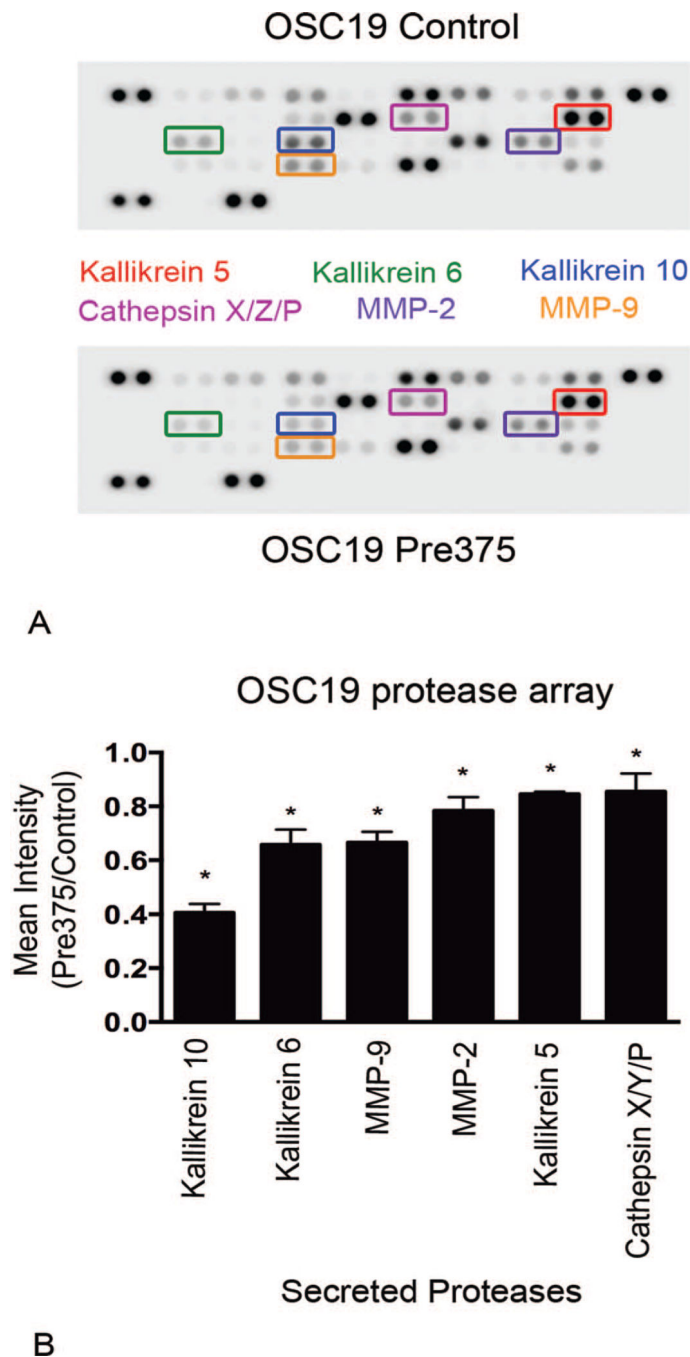 OSC19 Control
Kallikrein 5 Kallikrein 6 Kallikrein 10
Cathepsin X/Z/P MMP-2 MMP-9
OSC19 Pre375
A
OSC19 protease array
Mean Intensity
(Pre375/Control)
1.0
0.8
0.6
0.4
0.2
0.0
* * * * * *
Kallikrein 10
Kallikrein 6
MMP-9
MMP-2
Kallikrein 5
Cathepsin X/Y/P
Secreted Proteases
B